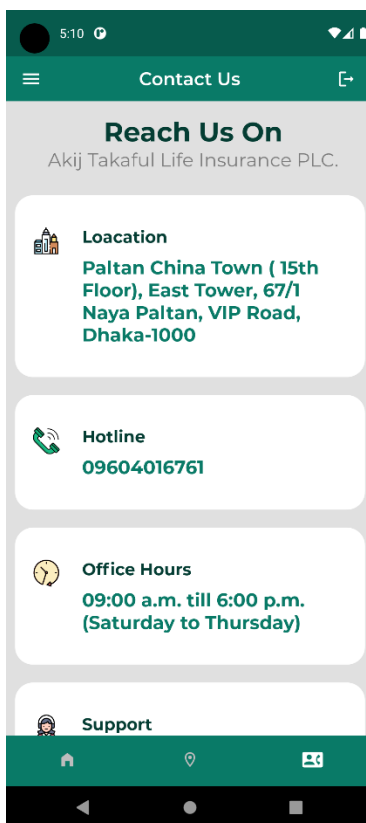 5:10
Contact Us
Reach Us On
Akij Takaful Life Insurance PLC.
Loacation
Paltan China Town ( 15th
Floor), East Tower, 67/1
Naya Paltan, VIP Road,
Dhaka-1000
Hotline
09604016761
Office Hours
09:00 a.m. till 6:00 p.m.
(Saturday to Thursday)
Support